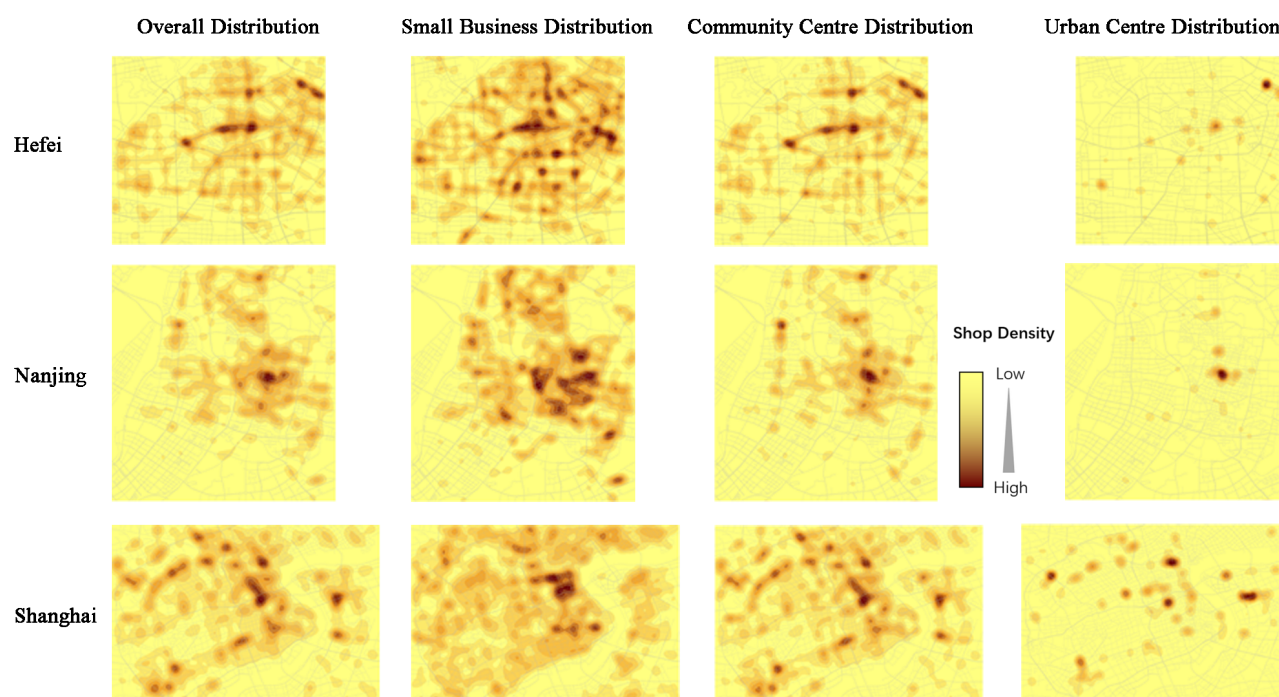 Overall Distribution
Small Business Distribution
Community Centre Distribution
Urban Centre Distribution
Hefei
Nanjing
Shop Density
Low
High
Shanghai